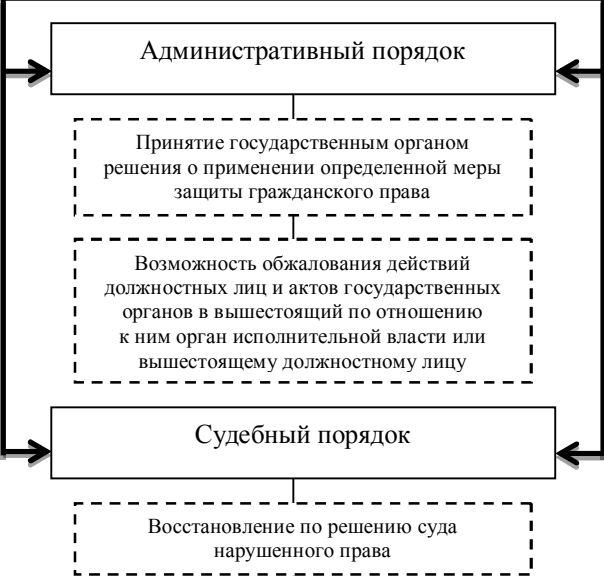 Административный порядок
Принятие государственным органом
решения о применении определенной меры
защиты гражданского права
Возможность обжалования действий
должностных лиц и актов государственных
органов в вышестоящий по отношению
к ним орган исполнительной власти или
вышестоящему должностному лицу
Судебный порядок
Восстановление по решению суда
нарушенного права